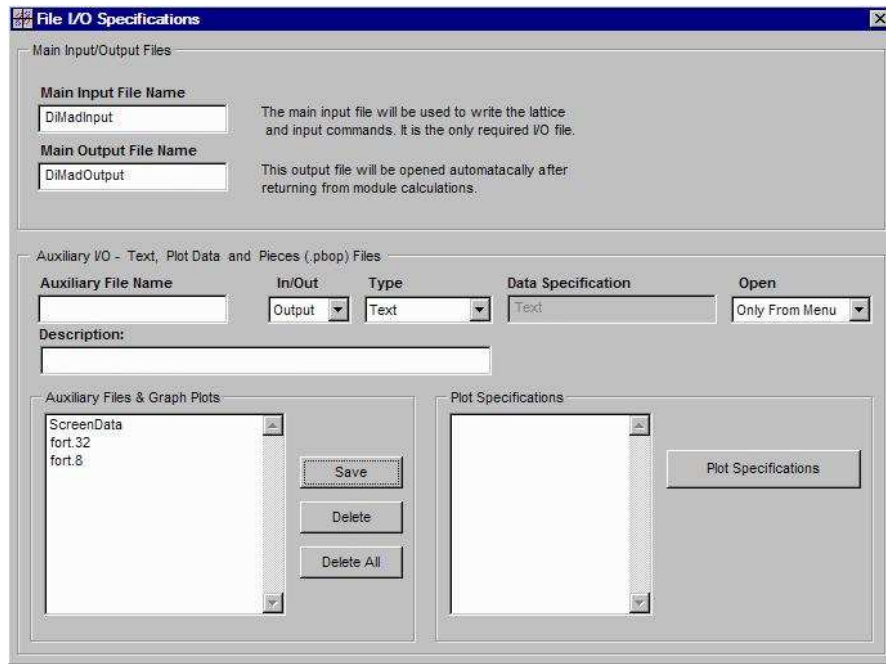 File I/O Specifications
Main Input/Output Files
Main Input File Name
DiMadInput
The main input file will be used to write the lattice
and input commands. It is the only required I/O file.
Main Output File Name
DiMadOutput
This output file will be opened automatacally after
returning from module calculations.
Auxiliary I/O - Text, Plot Data and Pieces (.pbop) Files
Auxiliary File Name
In/Out
Type
Data Specification
Open
Output
Text
Text
Only From Menu
Description:
Auxiliary Files & Graph Plots
ScreenData
fort.32
fort.8
Save
Delete
Delete All
Plot Specifications
Plot Specifications